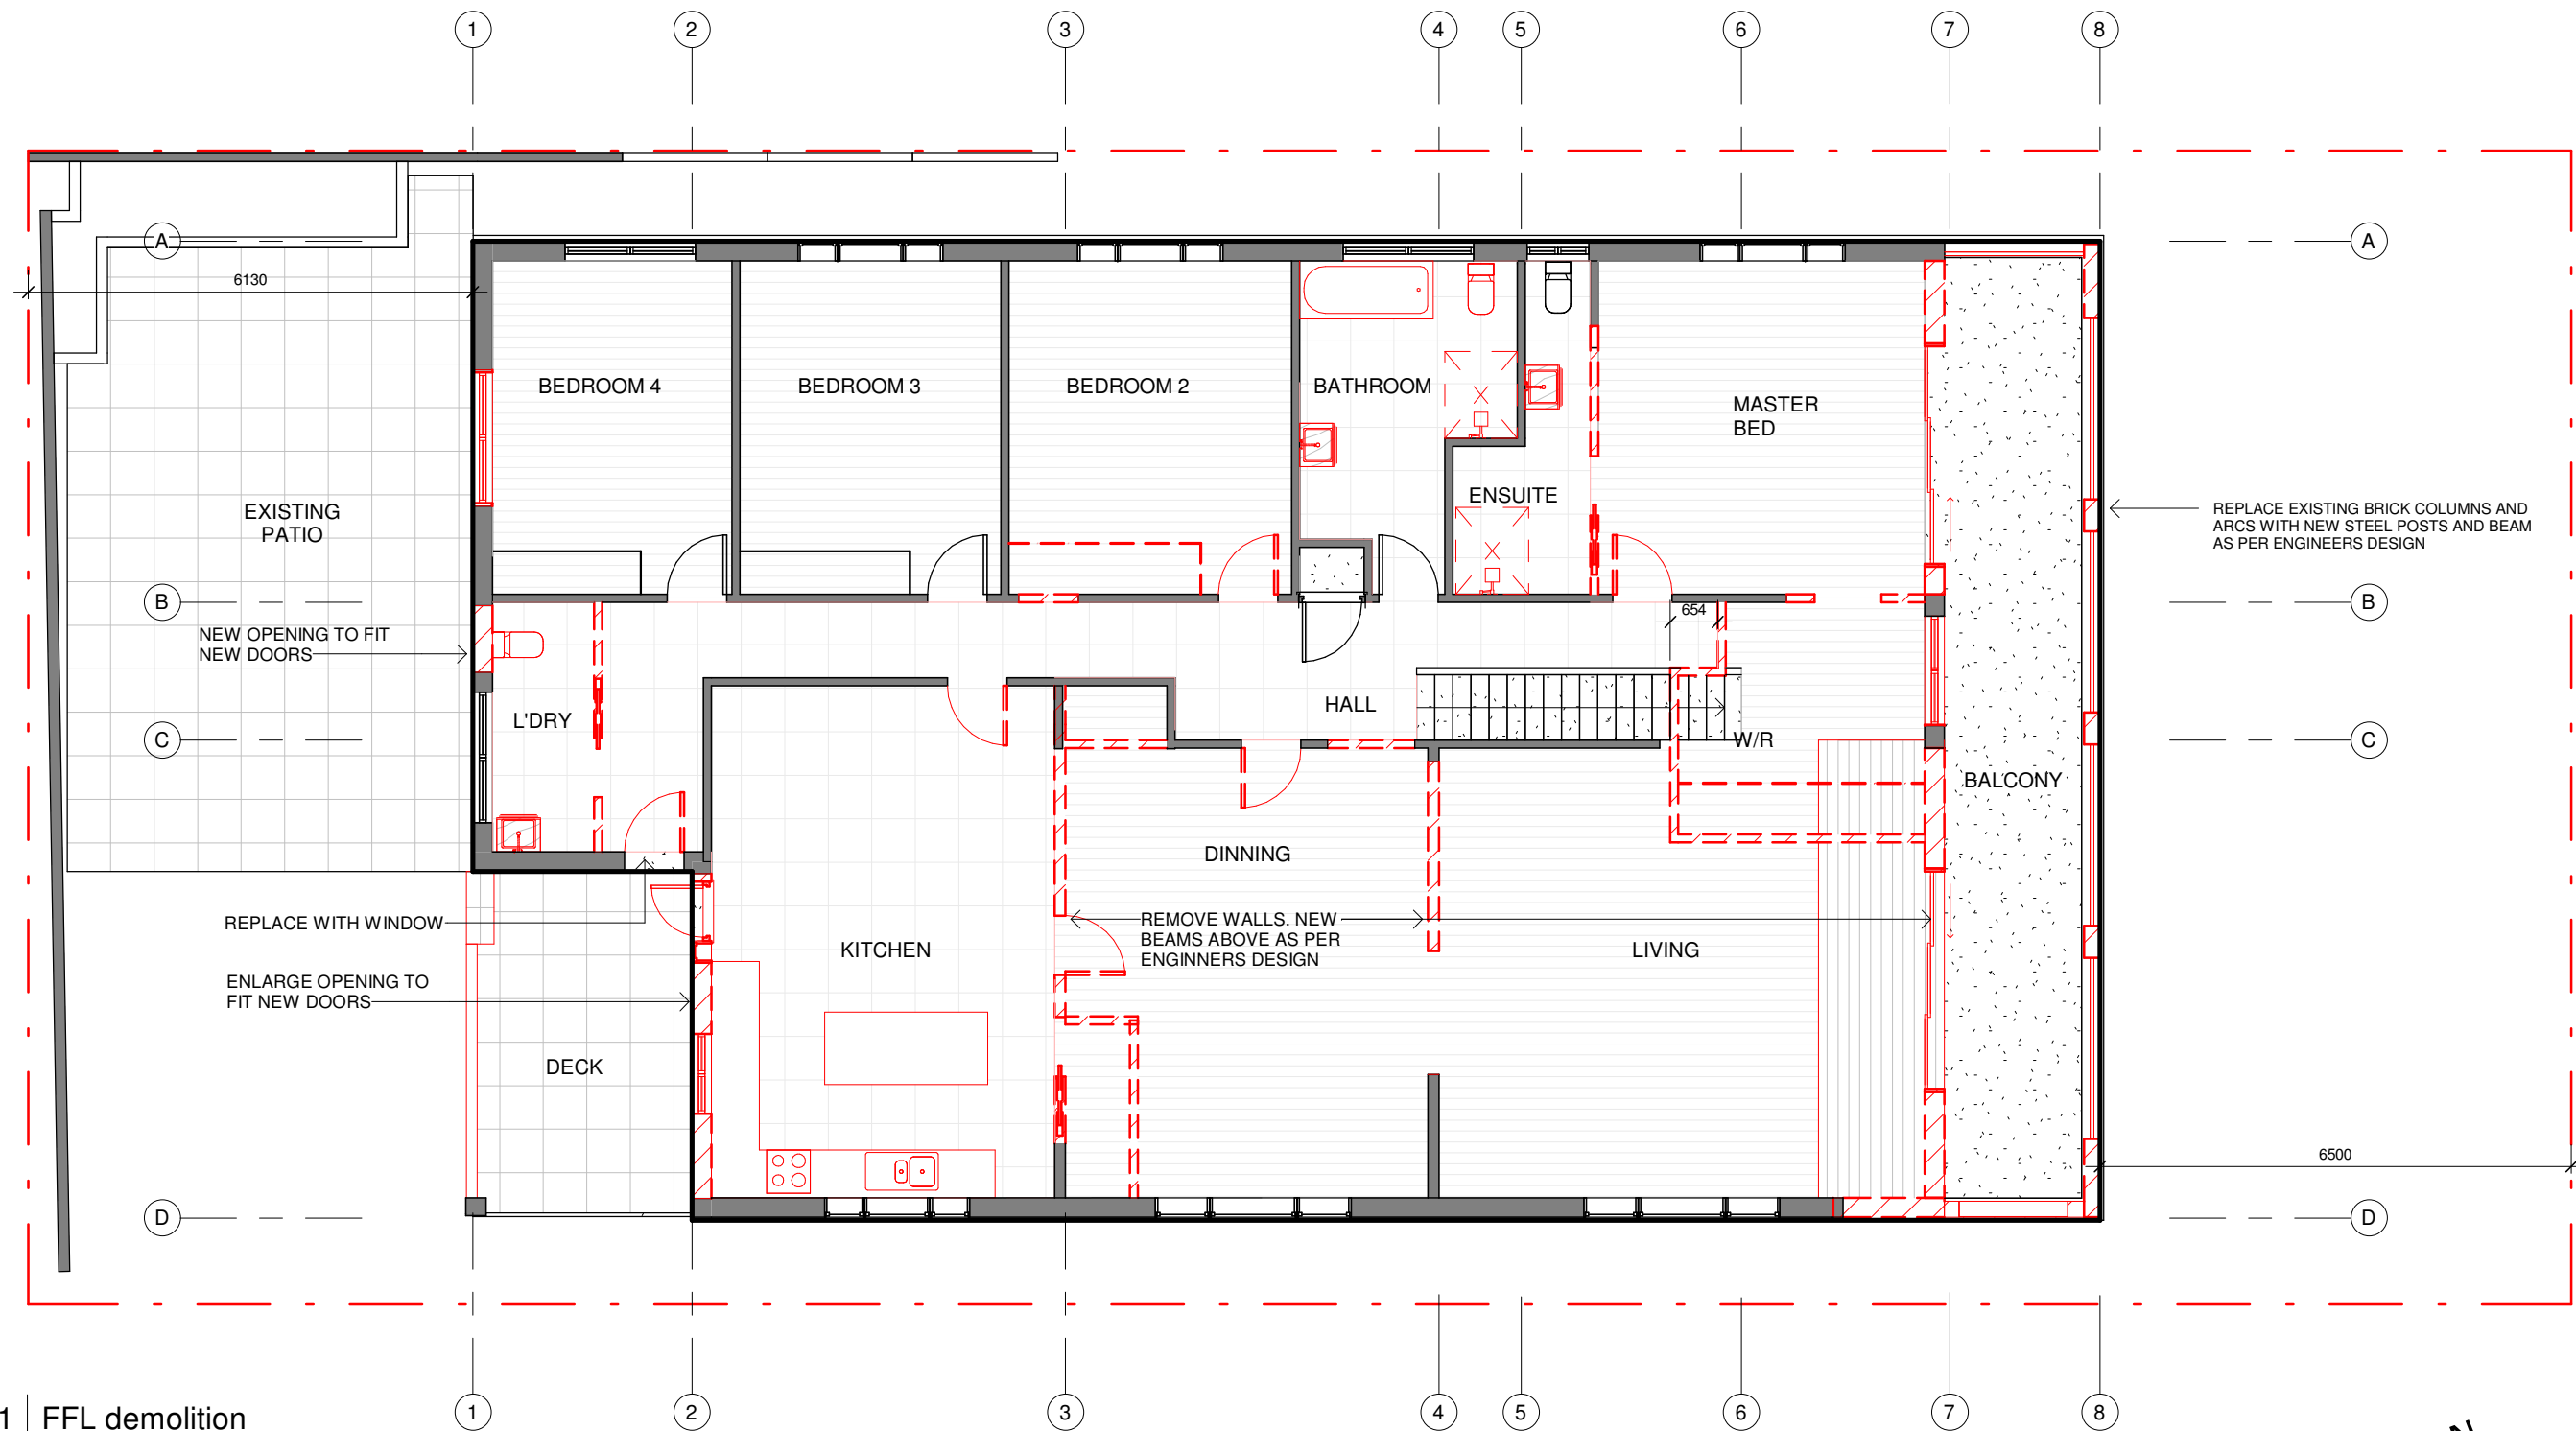 1 2 3 4 5 6 7 8
A A
6130
BEDROOM 4 BEDROOM 3 BEDROOM 2 BATHROOM
MASTER
BED
ENSUITE
EXISTING
PATIO
REPLACE EXISTING BRICK COLUMNS AND
ARCS WITH NEW STEEL POSTS AND BEAM
AS PER ENGINEERS DESIGN
B B
654
NEW OPENING TO FIT
NEW DOORS
HALL
L'DRY
C C
W/R
BALCONY
DINNING
REPLACE WITH WINDOW
REMOVE WALLS. NEW
BEAMS ABOVE AS PER
ENGINNERS DESIGN
KITCHEN
LIVING
ENLARGE OPENING TO
FIT NEW DOORS
DECK
6500
D D
1 2 3 4 5 6 7 8
1 FFL demolition